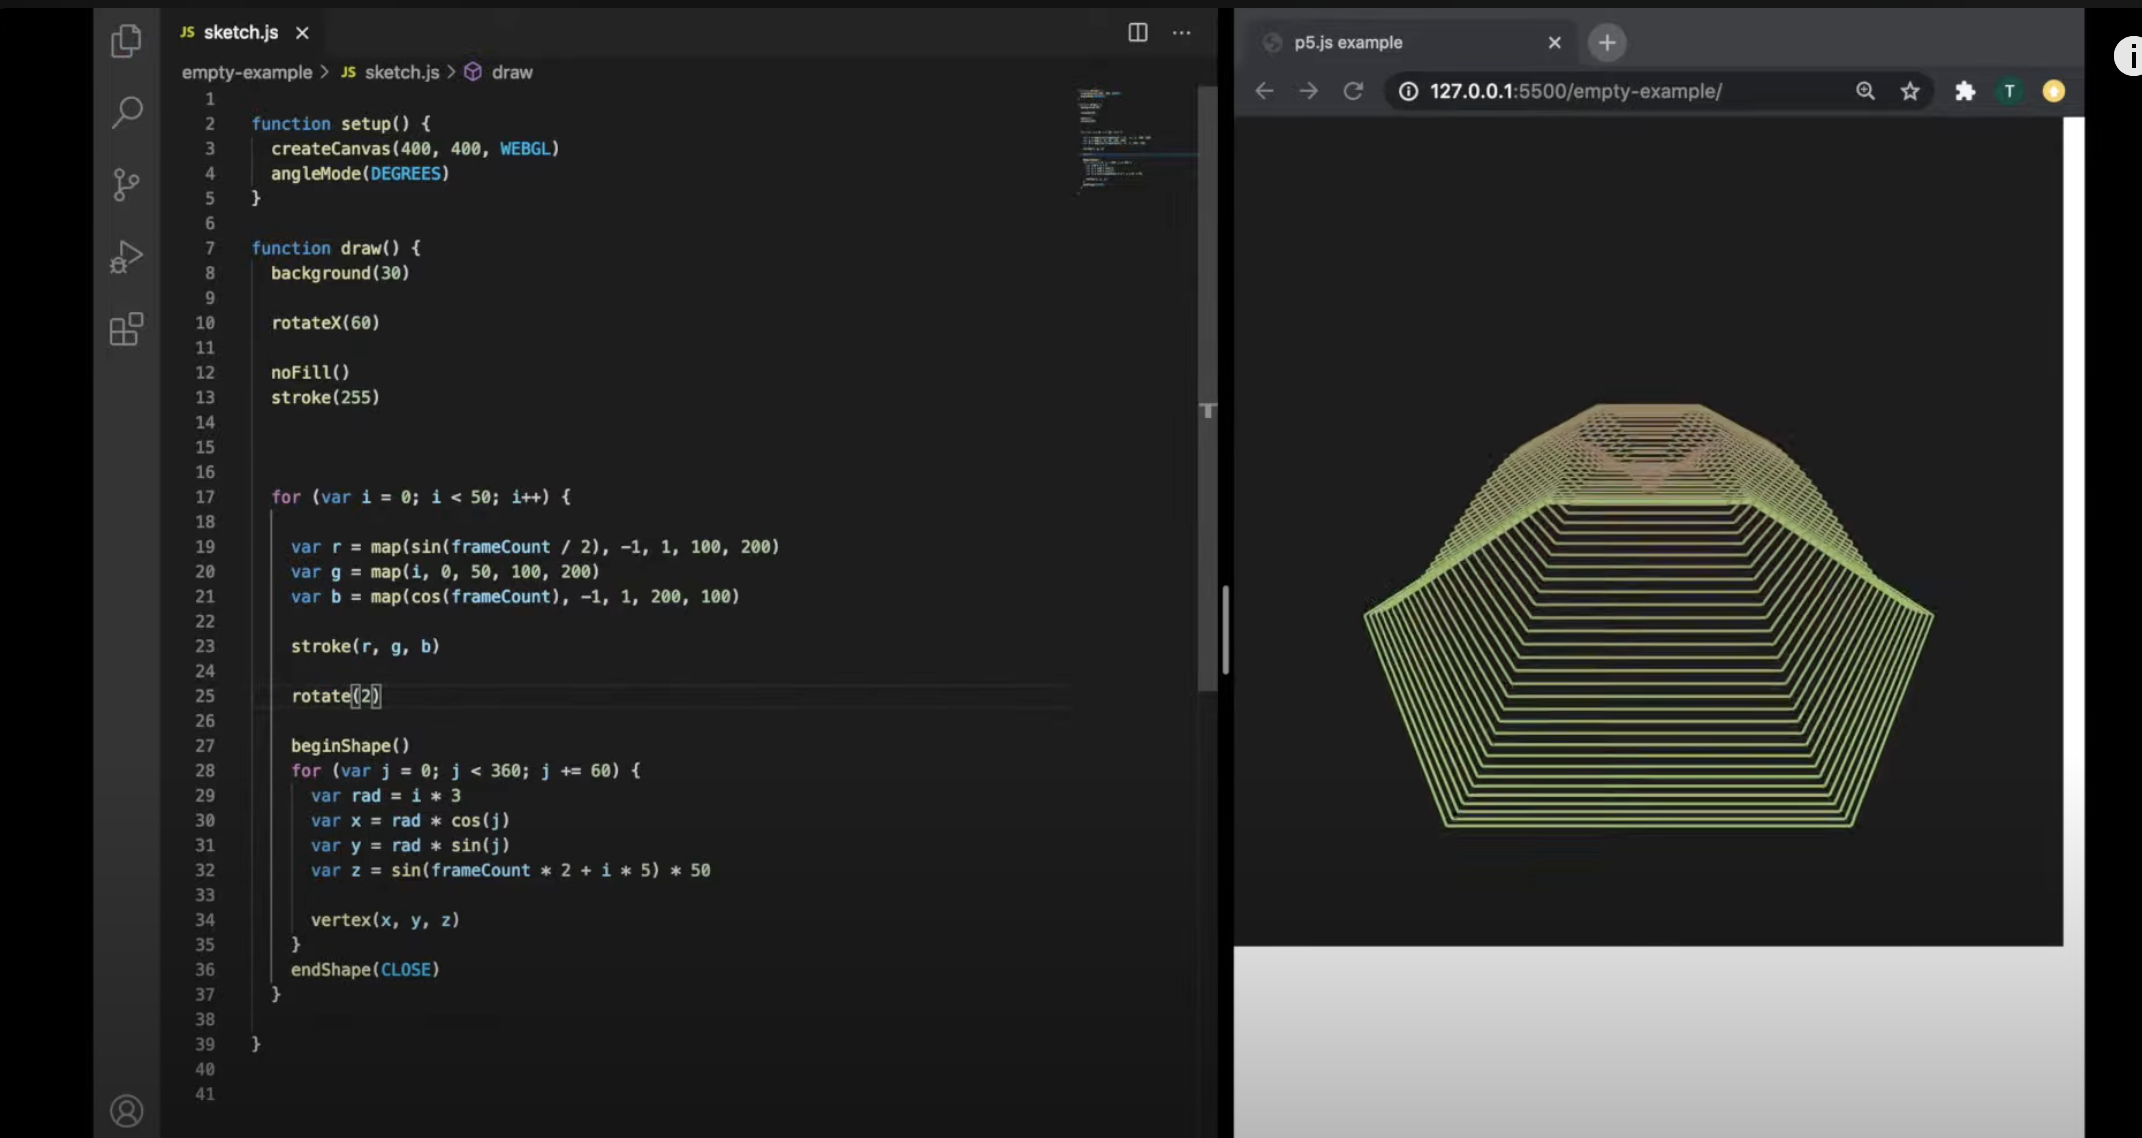 JS sketch.js
empty-example > JS sketch.js > draw
1
2 function setup() {
3 createCanvas(400, 400, WEBGL)
4 angleMode(DEGREES)
5 }
6
7 function draw() {
8 background(30)
9
10 rotateX(60)
11
12 noFill()
13 stroke(255)
14
15
16
17 for (var i = 0; i < 50; i++) {
18
19 var r = map(sin(frameCount / 2), -1, 1, 100, 200)
20 var g = map(i, 0, 50, 100, 200)
21 var b = map(cos(frameCount), -1, 1, 200, 100)
22
23 stroke(r, g, b)
24
25 rotate(2)
26
27 beginShape()
28 for (var j = 0; j < 360; j += 60) {
29 var rad = i * 3
30 var x = rad * cos(j)
31 var y = rad * sin(j)
32 var z = sin(frameCount * 2 + i * 5) * 50
33
34 vertex(x, y, z)
35 }
36 endShape(CLOSE)
37 }
38
39 }
40
41
p5.js example
127.0.0.1:5500/empty-example/
T